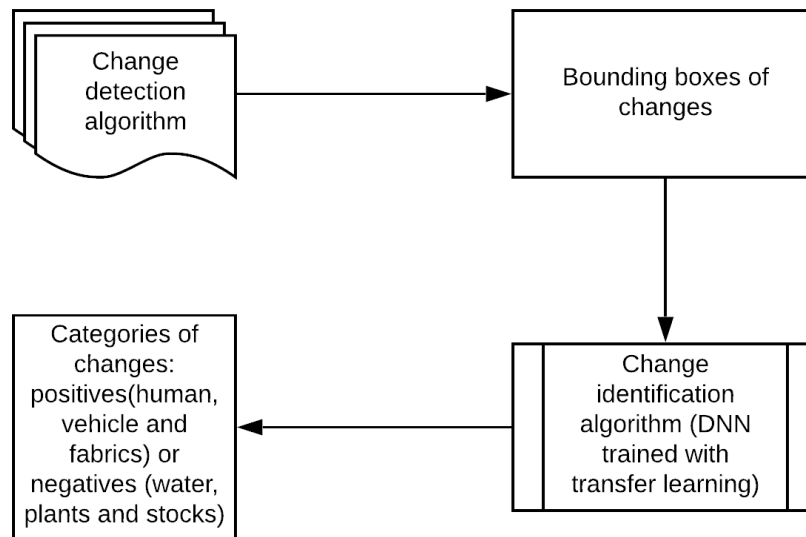 Change
detection
algorithm
Bounding boxes of
changes
Change
identification
algorithm (DNN
trained with
transfer learning)
Categories of
changes:
positives(human,
vehicle and
fabrics) or
negatives (water,
plants and stocks)